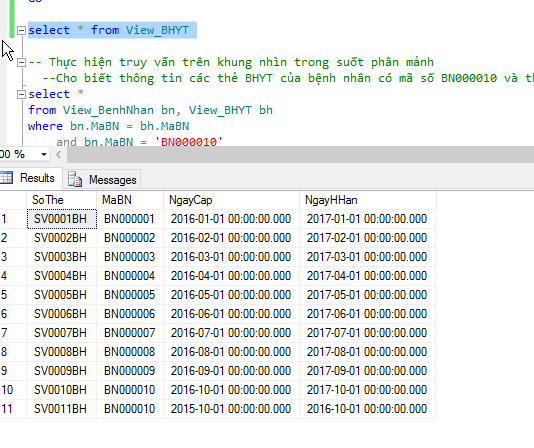 select * from View_BHYT
-- Thực hiện truy vấn trên khung nhìn trong suốt phân mảnh
--Cho biết thông tin các thẻ BHYT của bệnh nhân có mã số BN000010 và
select *
from View_BenhNhan bn, View_BHYT bh
where bn.MaBN = bh.MaBN
and bn.MaBN = 'BN000010'
00 %
Results Messages
SoThe MaBN NgayCap NgayHHan
1 SV0001BH BN000001 2016-01-01 00:00:00.000 2017-01-01 00:00:00.000
2 SV0002BH BN000002 2016-02-01 00:00:00.000 2017-02-01 00:00:00.000
3 SV0003BH BN000003 2016-03-01 00:00:00.000 2017-03-01 00:00:00.000
4 SV0004BH BN000004 2016-04-01 00:00:00.000 2017-04-01 00:00:00.000
5 SV0005BH BN000005 2016-05-01 00:00:00.000 2017-05-01 00:00:00.000
6 SV0006BH BN000006 2016-06-01 00:00:00.000 2017-06-01 00:00:00.000
7 SV0007BH BN000007 2016-07-01 00:00:00.000 2017-07-01 00:00:00.000
8 SV0008BH BN000008 2016-08-01 00:00:00.000 2017-08-01 00:00:00.000
9 SV0009BH BN000009 2016-09-01 00:00:00.000 2017-09-01 00:00:00.000
10 SV0010BH BN000010 2016-10-01 00:00:00.000 2017-10-01 00:00:00.000
11 SV0011BH BN000010 2015-10-01 00:00:00.000 2016-10-01 00:00:00.000